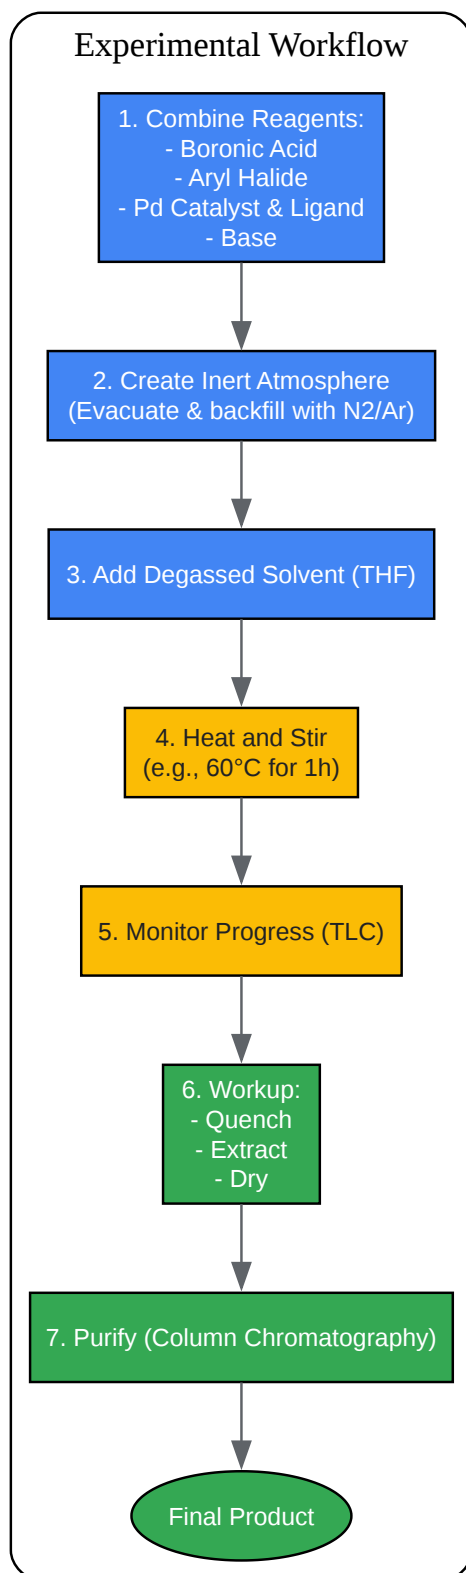 Experimental Workflow
1. Combine Reagents:
- Boronic Acid
- Aryl Halide
- Pd Catalyst & Ligand
- Base
2. Create Inert Atmosphere
(Evacuate & backfill with N2/Ar)
3. Add Degassed Solvent (THF)
4. Heat and Stir
(e.g., 60°C for 1h)
5. Monitor Progress (TLC)
6. Workup:
- Quench
- Extract
- Dry
7. Purify (Column Chromatography)
Final Product